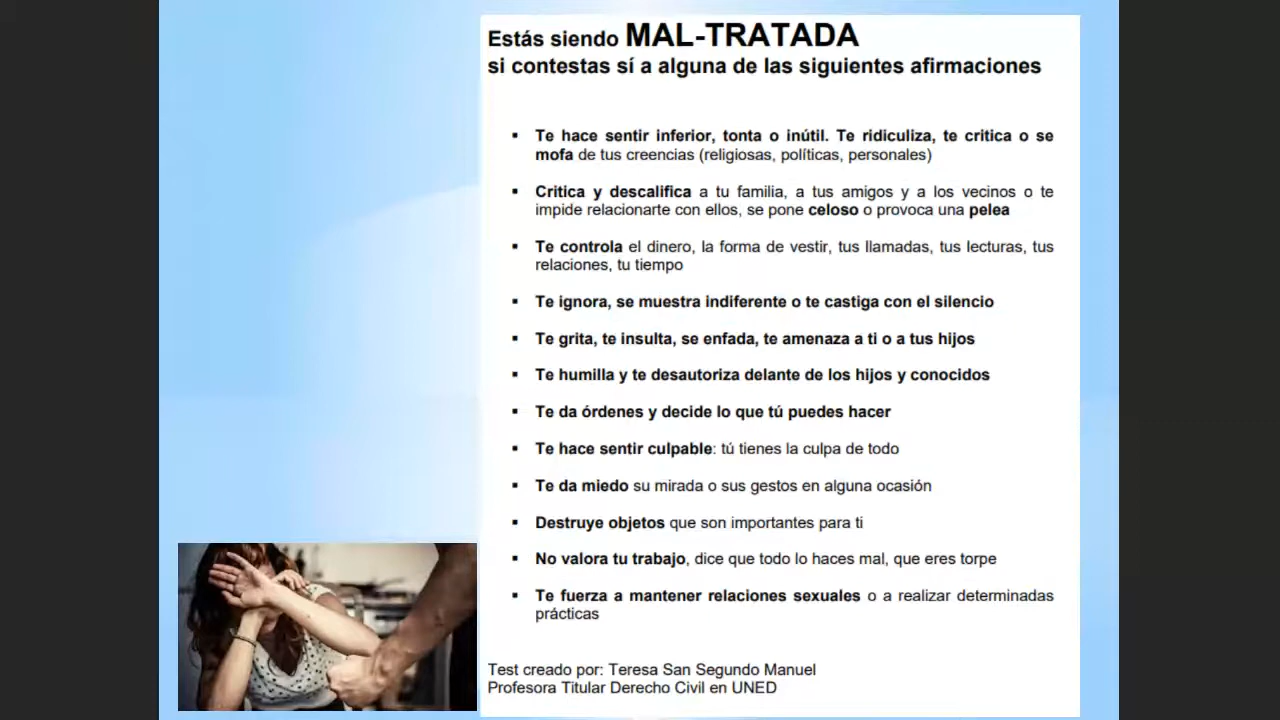 Estás siendo MAL-TRATADA
si contestas sí a alguna de las siguientes afirmaciones
▪ Te hace sentir inferior, tonta o inútil. Te ridiculiza, te critica o se
mofa de tus creencias (religiosas, políticas, personales)
▪ Critica y descalifica a tu familia, a tus amigos y a los vecinos o te
impide relacionarte con ellos, se pone celoso o provoca una pelea
▪ Te controla el dinero, la forma de vestir, tus llamadas, tus lecturas, tus
relaciones, tu tiempo
▪ Te ignora, se muestra indiferente o te castiga con el silencio
▪ Te grita, te insulta, se enfada, te amenaza a ti o a tus hijos
▪ Te humilla y te desautoriza delante de los hijos y conocidos
▪ Te da órdenes y decide lo que tú puedes hacer
▪ Te hace sentir culpable: tú tienes la culpa de todo
▪ Te da miedo su mirada o sus gestos en alguna ocasión
▪ Destruye objetos que son importantes para ti
▪ No valora tu trabajo, dice que todo lo haces mal, que eres torpe
▪ Te fuerza a mantener relaciones sexuales o a realizar determinadas
prácticas
Test creado por: Teresa San Segundo Manuel
Profesora Titular Derecho Civil en UNED